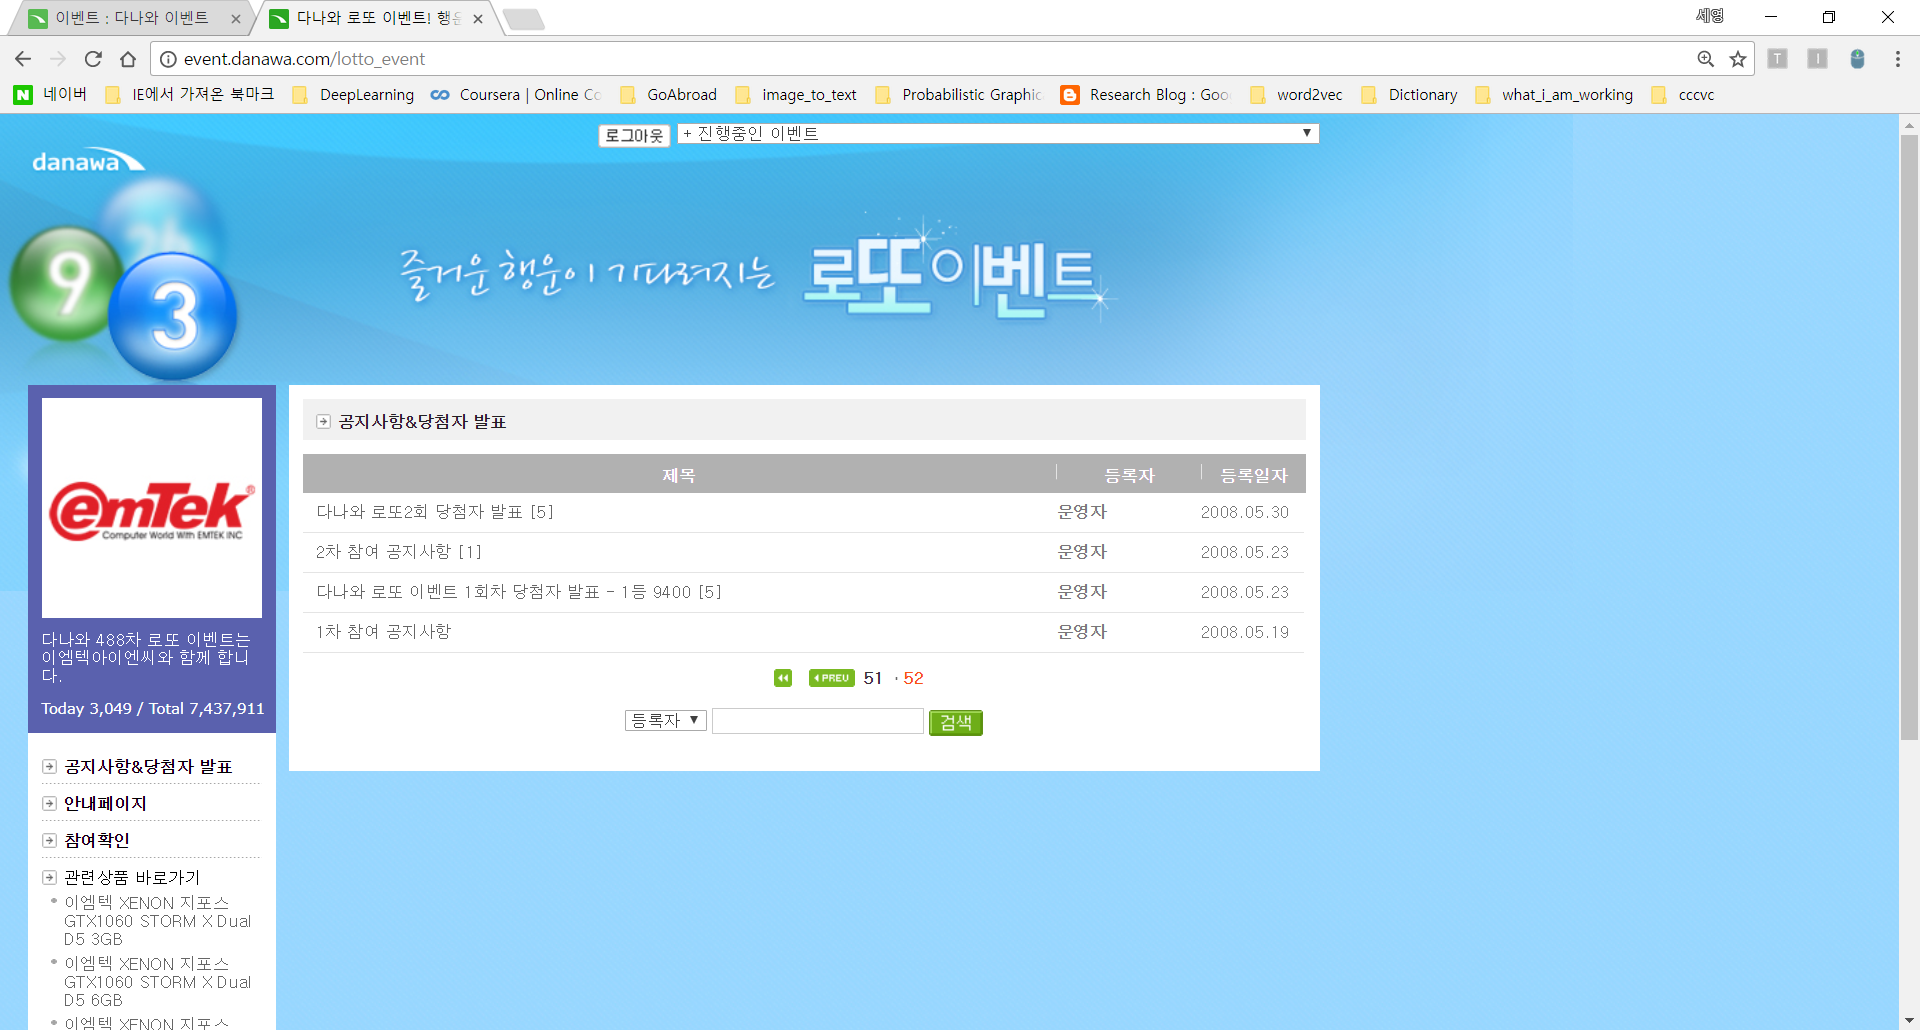 이벤트 : 다나와 이벤트
다나와 로또 이벤트! 행운
세영
event.danawa.com/lotto_event
네이버
IE에서 가져온 북마크
DeepLearning
Coursera | Online Co
GoAbroad
image_to_text
Probabilistic Graphic
Research Blog : Goo
word2vec
Dictionary
what_i_am_working
cccvc
로그아웃
+ 진행중인 이벤트
danawa
26
9
3
즐거운 행운이 기다려지는 로또이벤트
emTek
Computer World With EMTEK INC
다나와 488차 로또 이벤트는
이엠텍아이엔씨와 함께 합니
다.
Today 3,049 / Total 7,437,911
공지사항&당첨자 발표
안내페이지
참여확인
관련상품 바로가기
이엠텍 XENON 지포스
GTX1060 STORM X Dual
D5 3GB
이엠텍 XENON 지포스
GTX1060 STORM X Dual
D5 6GB
이엠텍 XENON 지포스
공지사항&당첨자 발표
제목 등록자 등록일자
다나와 로또2회 당첨자 발표 [5] 운영자 2008.05.30
2차 참여 공지사항 [1] 운영자 2008.05.23
다나와 로또 이벤트 1회차 당첨자 발표 - 1등 9400 [5] 운영자 2008.05.23
1차 참여 공지사항 운영자 2008.05.19
PREV 51 · 52
등록자 검색